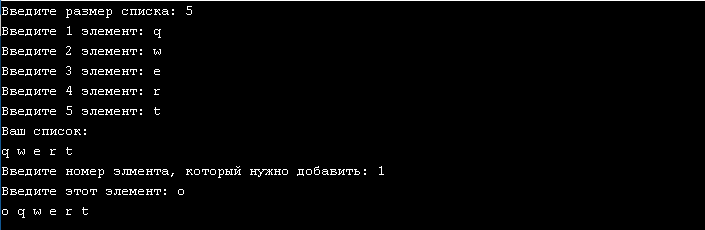 Введите размер списка: 5
Введите 1 элемент: q
Введите 2 элемент: w
Введите 3 элемент: e
Введите 4 элемент: r
Введите 5 элемент: t
Ваш список:
q w e r t
Введите номер элмента, который нужно добавить: 1
Введите этот элемент: o
o q w e r t